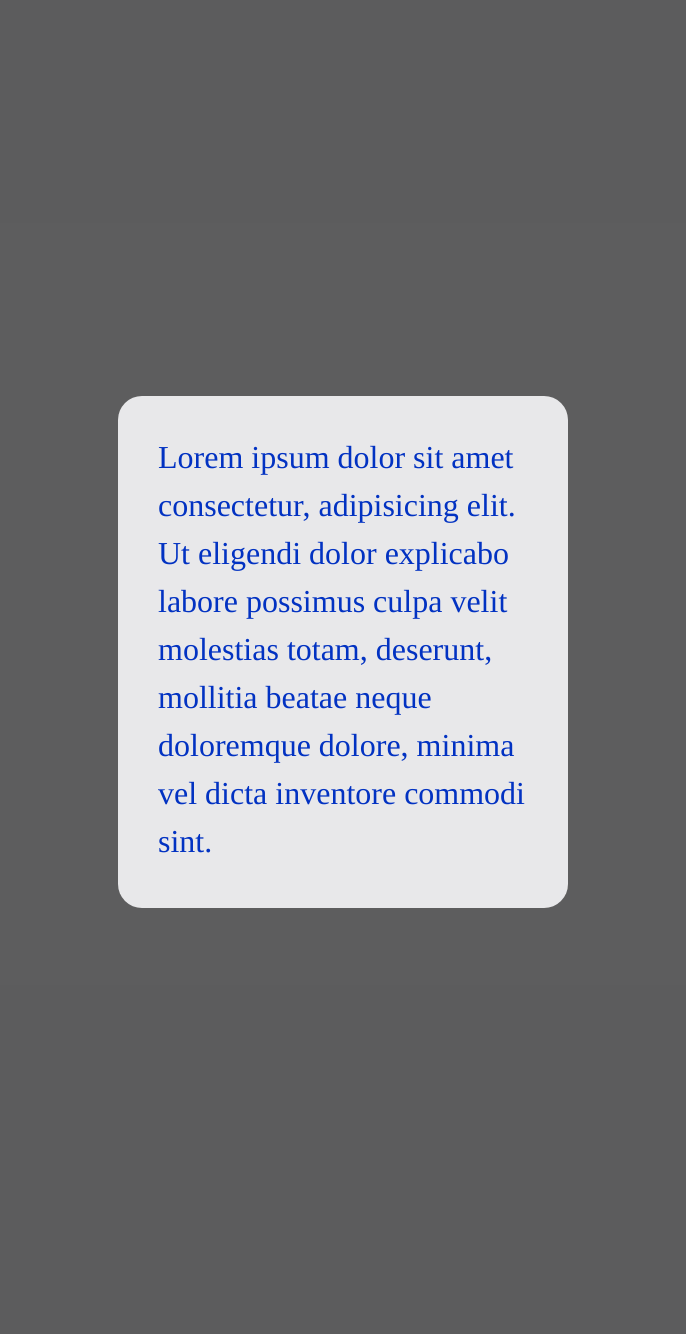 Lorem ipsum dolor sit amet
consectetur, adipisicing elit.
Ut eligendi dolor explicabo
labore possimus culpa velit
molestias totam, deserunt,
mollitia beatae neque
doloremque dolore, minima
vel dicta inventore commodi
sint.